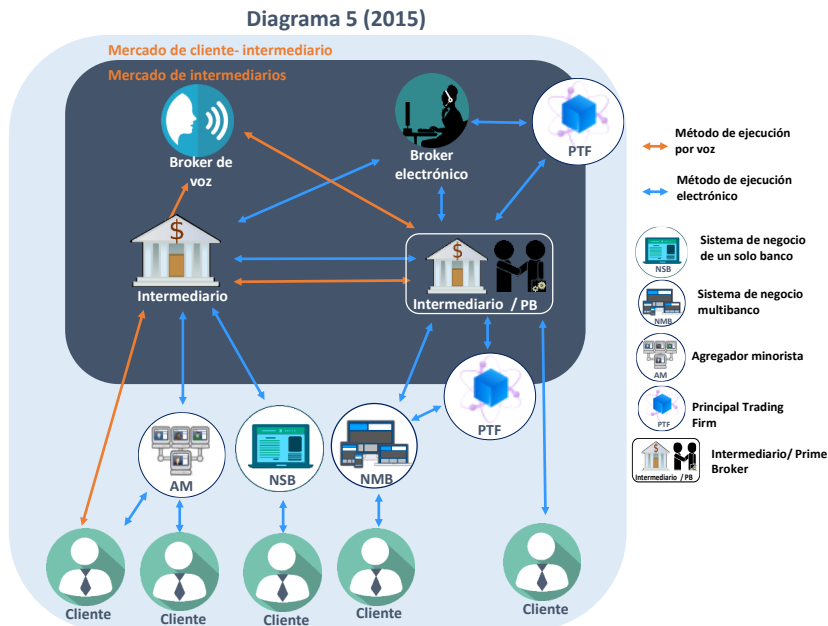 Diagrama 5 (2015)
Mercado de cliente- intermediario
Mercado de intermediarios
Broker de
voz
Broker
electrónico
PTF
$
Intermediario
$
Intermediario / PB
AM
NSB
NMB
PTF
Cliente
Cliente
Cliente
Cliente
Cliente
Método de ejecución
por voz
Método de ejecución
electrónico
NSB
Sistema de negocio
de un solo banco
NMB
Sistema de negocio
multibanco
AM
Agregador minorista
PTF
Principal Trading
Firm
$
Intermediario / PB
Intermediario/ Prime
Broker